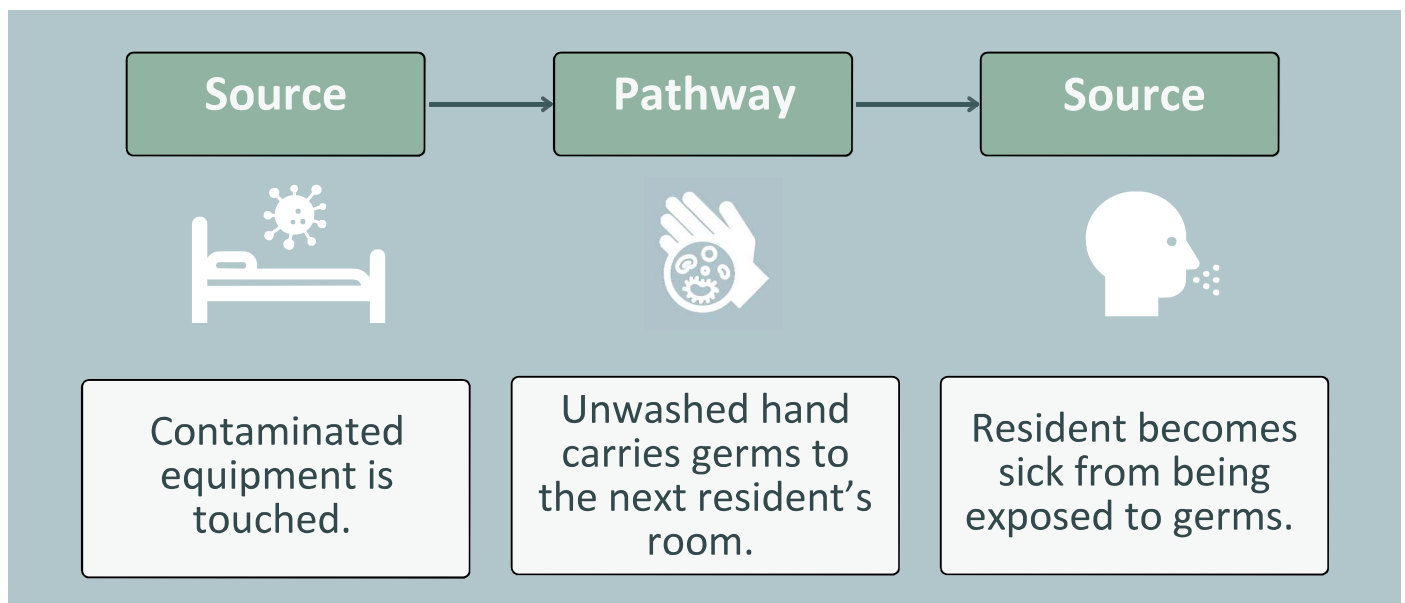 Source
Pathway
Source
Contaminated
equipment is
touched.
Unwashed hand
carries germs to
the next resident’s
room.
Resident becomes
sick from being
exposed to germs.